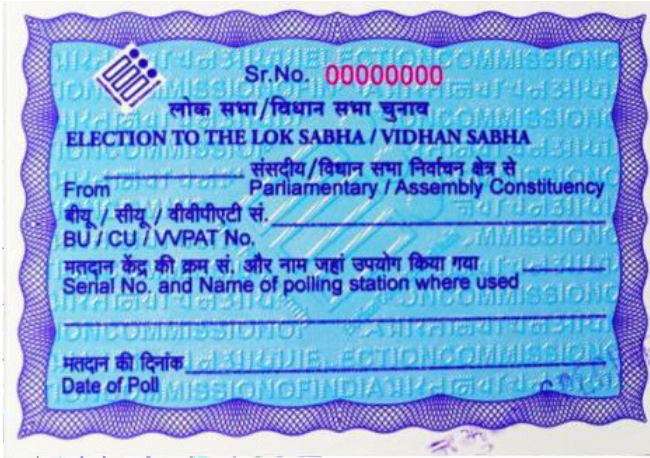 Sr.No. 00000000
लोक सभा/विधान सभा चुनाव
ELECTION TO THE LOK SABHA / VIDHAN SABHA
संसदीय/विधान सभा निर्वाचन क्षेत्र से
From Parliamentary / Assembly Constituency
बीयू / सीयू / वीवीपीएटी सं.
BU / CU / VVPAT No.
मतदान केंद्र की क्रम सं. और नाम जहां उपयोग किया गया
Serial No. and Name of polling station where used
मतदान की दिनांक
Date of Poll